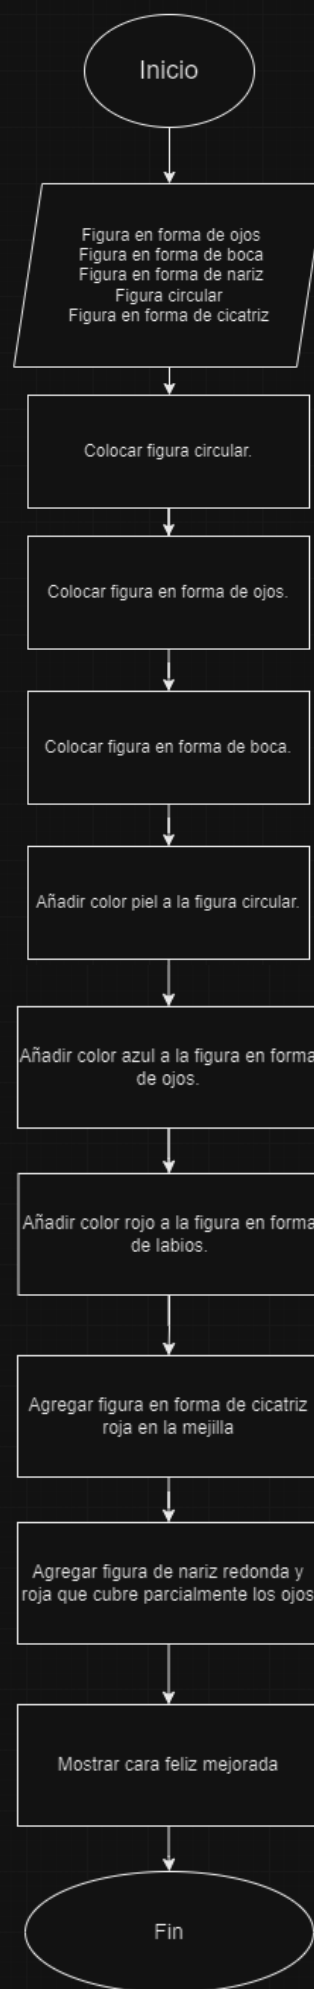 Inicio
Figura en forma de ojos
Figura en forma de boca
Figura en forma de nariz
Figura circular
Figura en forma de cicatriz
Colocar figura circular.
Colocar figura en forma de ojos.
Colocar figura en forma de boca.
Añadir color piel a la figura circular.
Añadir color azul a la figura en forma
de ojos.
Añadir color rojo a la figura en forma
de labios.
Agregar figura en forma de cicatriz
roja en la mejilla
Agregar figura de nariz redonda y
roja que cubre parcialmente los ojos
Mostrar cara feliz mejorada
Fin